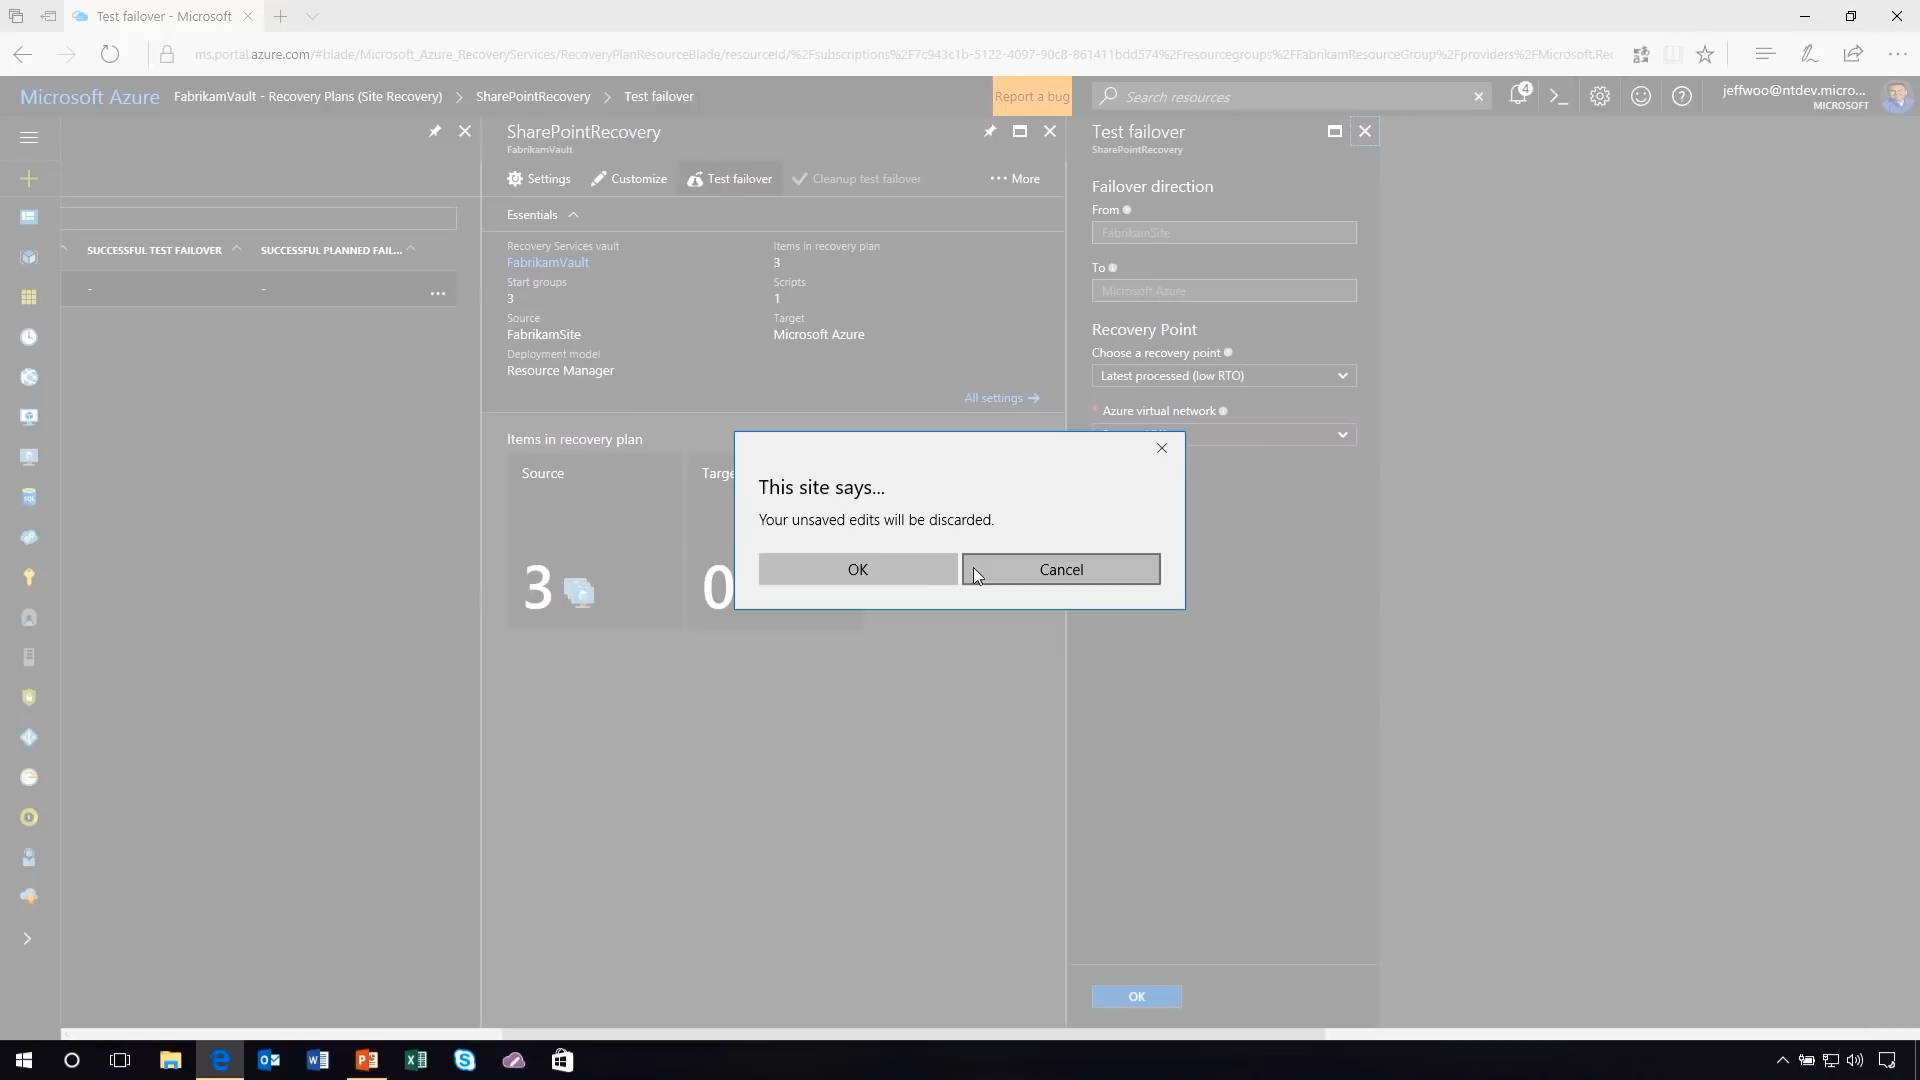 Test failover - Microsoft
ms.portal.azure.com/#blade/Microsoft_Azure_RecoveryServices/RecoveryPlanResourceBlade/resourceId/%2Fsubscriptions%2F7c943c1b-5122-4097-90c8-861411bdd574%2Fresourcegroups%2FFabrikamResourceGroup%2Fproviders%2FMicrosoft.Rec
Microsoft Azure FabrikamVault - Recovery Plans (Site Recovery) > SharePointRecovery > Test failover
Report a bug
Search resources
4
jeffwoo@ntdev.micro...
MICROSOFT
SUCCESSFUL TEST FAILOVER
SUCCESSFUL PLANNED FAIL...
-
-
...
SharePointRecovery
FabrikamVault
Settings
Customize
Test failover
Cleanup test failover
... More
Essentials
Recovery Services vault
FabrikamVault
Start groups
3
Source
FabrikamSite
Deployment model
Resource Manager
Items in recovery plan
3
Scripts
1
Target
Microsoft Azure
All settings →
Items in recovery plan
Source
3
Targe
0
Test failover
SharePointRecovery
Failover direction
From
FabrikamSite
To
Microsoft Azure
Recovery Point
Choose a recovery point
Latest processed (low RTO)
* Azure virtual network
OK
This site says...
Your unsaved edits will be discarded.
OK
Cancel